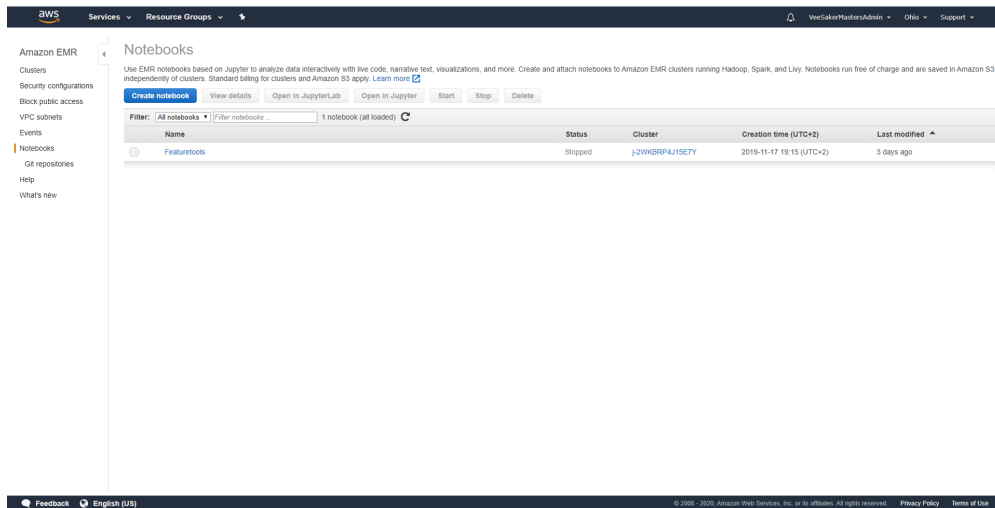 aws Services Resource Groups VeeSakerMastersAdmin Ohio Support
Amazon EMR
Clusters
Security configurations
Block public access
VPC subnets
Events
Notebooks
Git repositories
Help
What's new
Notebooks
Use EMR notebooks based on Jupyter to analyze data interactively with live code, narrative text, visualizations, and more. Create and attach notebooks to Amazon EMR clusters running Hadoop, Spark, and Livy. Notebooks run free of charge and are saved in Amazon S3
independently of clusters. Standard billing for clusters and Amazon S3 apply. Learn more
Create notebook View details Open in JupyterLab Open in Jupyter Start Stop Delete
Filter: All notebooks Filter notebooks ... 1 notebook (all loaded)
Name Status Cluster Creation time (UTC+2) Last modified
Featuretools Stopped j-2WKBRP4J15E7Y 2019-11-17 19:15 (UTC+2) 3 days ago
Feedback English (US) © 2008 - 2020, Amazon Web Services, Inc. or its affiliates. All rights reserved. Privacy Policy Terms of Use